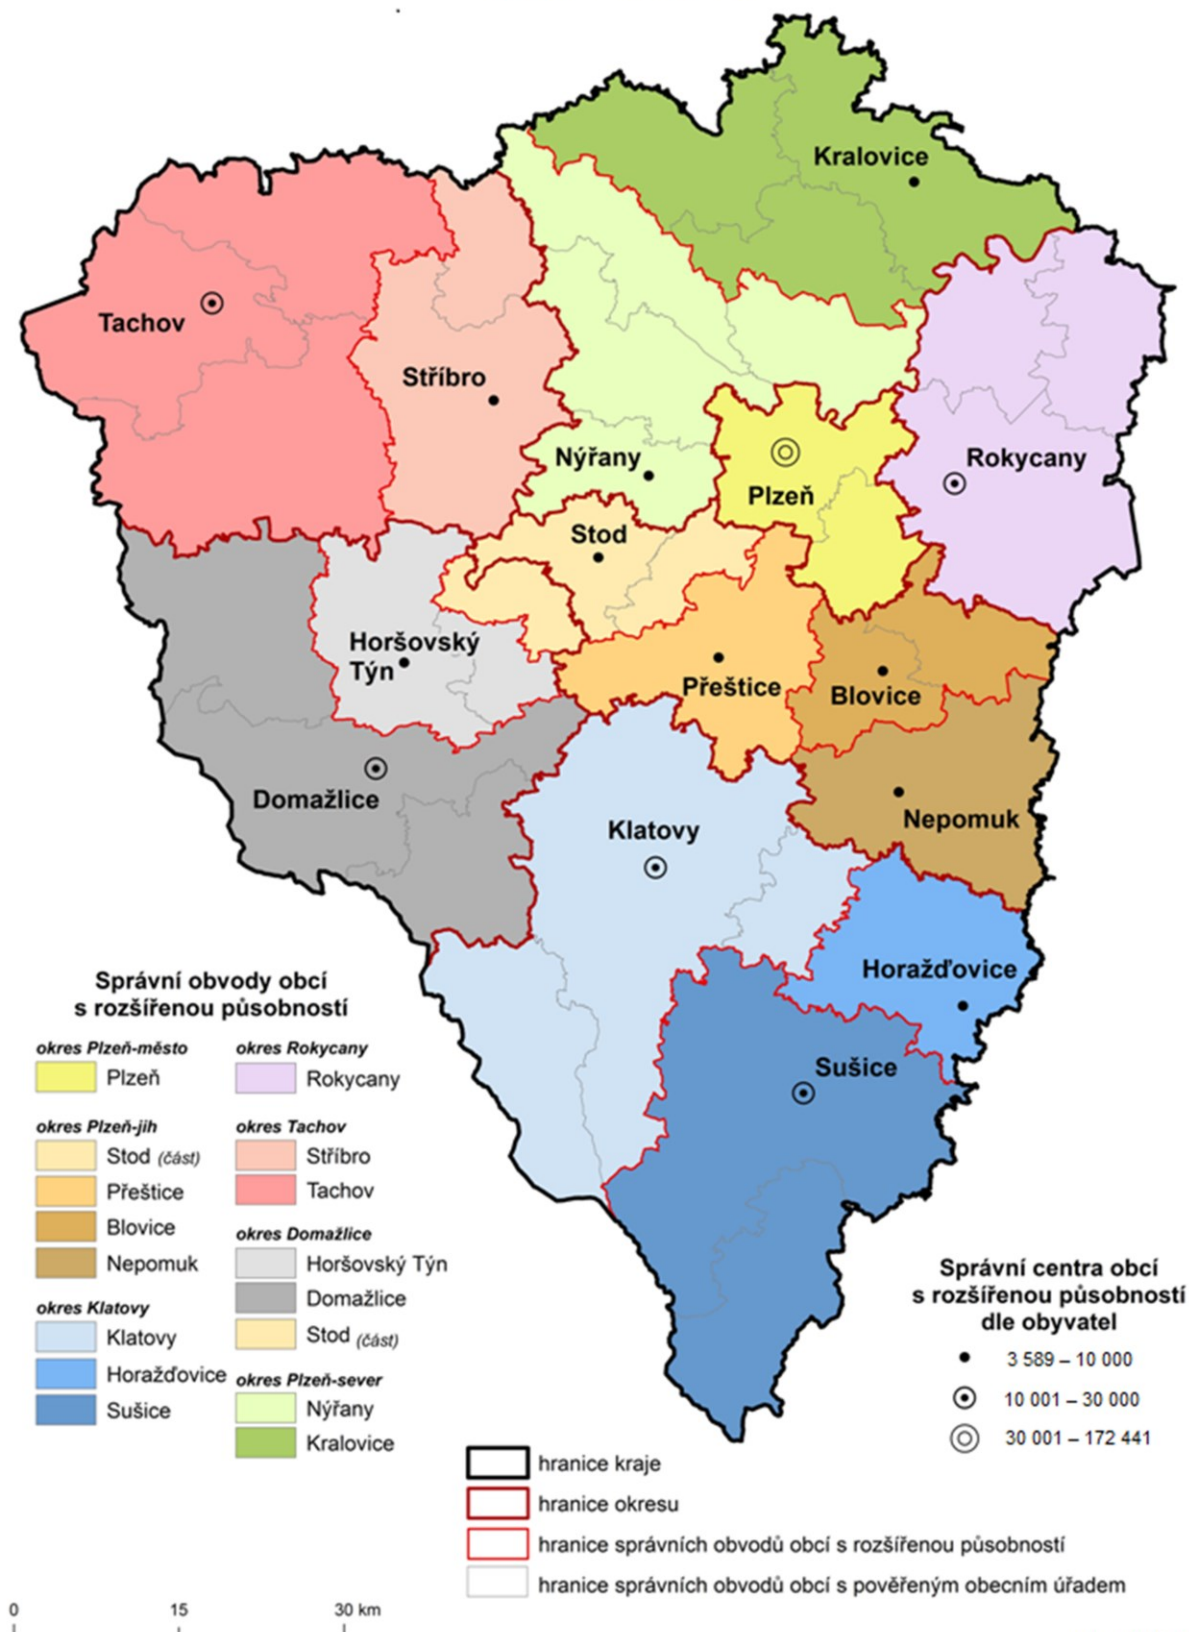 Kralovice
Tachov
Stříbro
Nýřany
Plzeň
Rokycany
Stod
Horšovský
Týn
Přeštice
Blovice
Domažlice
Klatovy
Nepomuk
Horažďovice
Sušice
Správní obvody obcí
s rozšířenou působností
okres Plzeň-město
Plzeň
okres Plzeň-jih
Stod (část)
Přeštice
Blovice
Nepomuk
okres Klatovy
Klatovy
Horažďovice
Sušice
okres Rokycany
Rokycany
okres Tachov
Stříbro
Tachov
okres Domažlice
Horšovský Týn
Domažlice
Stod (část)
okres Plzeň-sever
Nýřany
Kralovice
Správní centra obcí
s rozšířenou působností
dle obyvatel
3 589 – 10 000
10 001 – 30 000
30 001 – 172 441
hranice kraje
hranice okresu
hranice správních obvodů obcí s rozšířenou působností
hranice správních obvodů obcí s pověřeným obecním úřadem
0 15 30 km